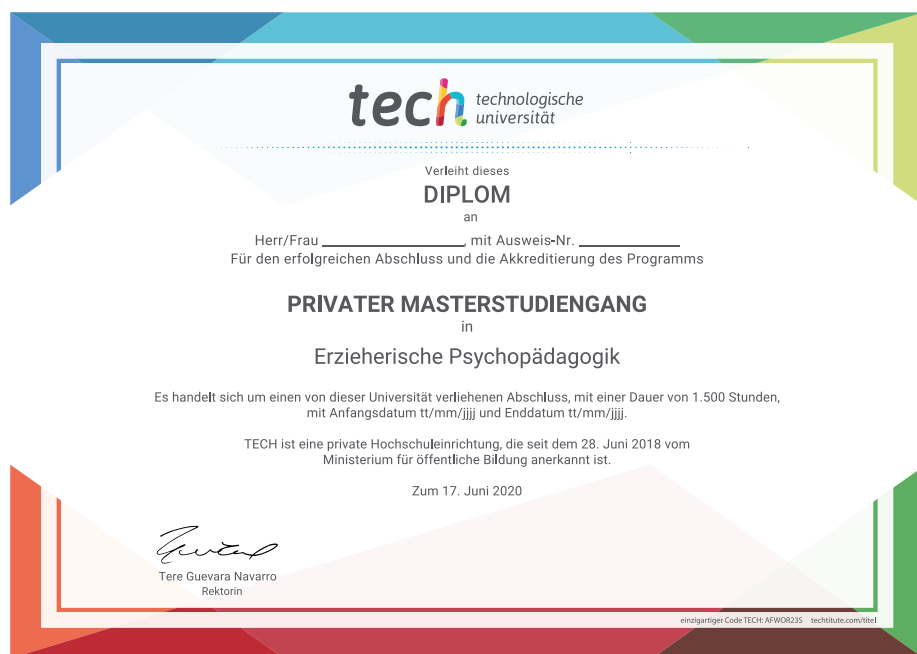 tech technologische
universität
Verleiht dieses
DIPLOM
an
Herr/Frau ________________, mit Ausweis-Nr. ______________
Für den erfolgreichen Abschluss und die Akkreditierung des Programms
PRIVATER MASTERSTUDIENGANG
in
Erzieherische Psychopädagogik
Es handelt sich um einen von dieser Universität verliehenen Abschluss, mit einer Dauer von 1.500 Stunden,
mit Anfangsdatum tt/mm/jjjj und Enddatum tt/mm/jjjj.
TECH ist eine private Hochschuleinrichtung, die seit dem 28. Juni 2018 vom
Ministerium für öffentliche Bildung anerkannt ist.
Zum 17. Juni 2020
Tere Guevara Navarro
Rektorin
einzigartiger Code TECH: AFWOR23S techtitute.com/titel